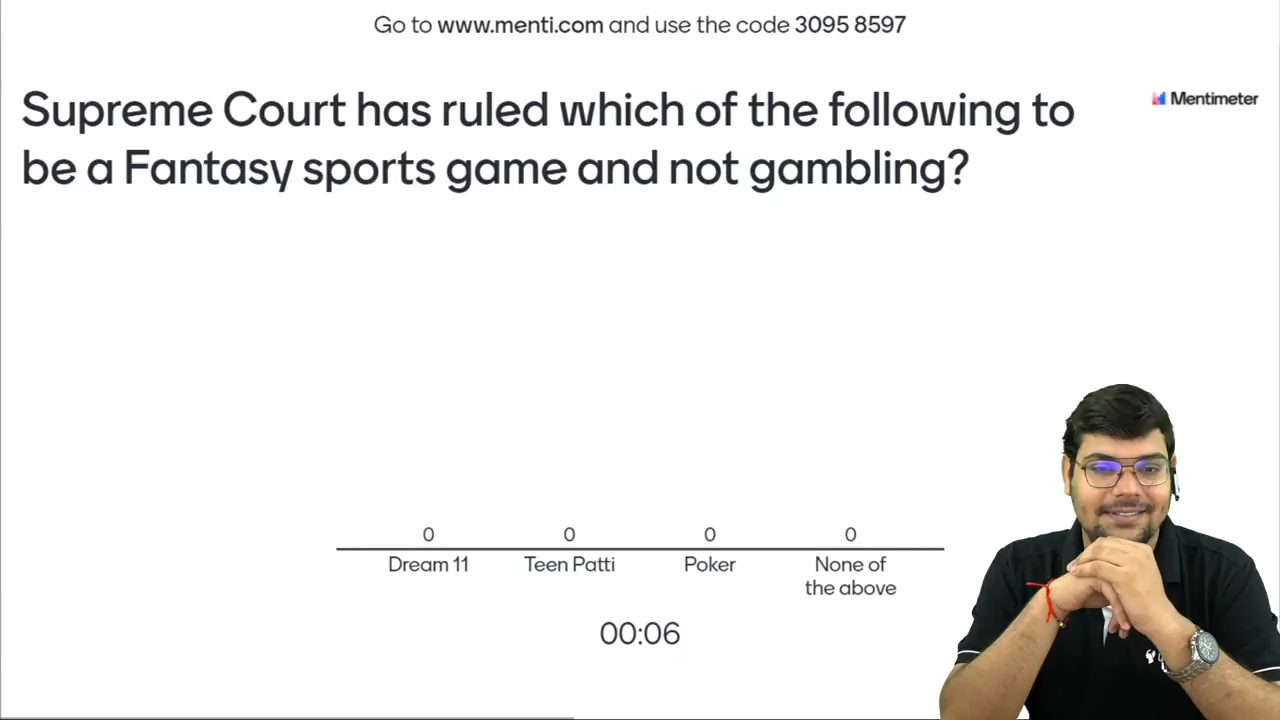 Go to www.menti.com and use the code 3095 8597
Supreme Court has ruled which of the following to
be a Fantasy sports game and not gambling?
Mentimeter
0 0 0 0
Dream 11 Teen Patti Poker None of
the above
00:06